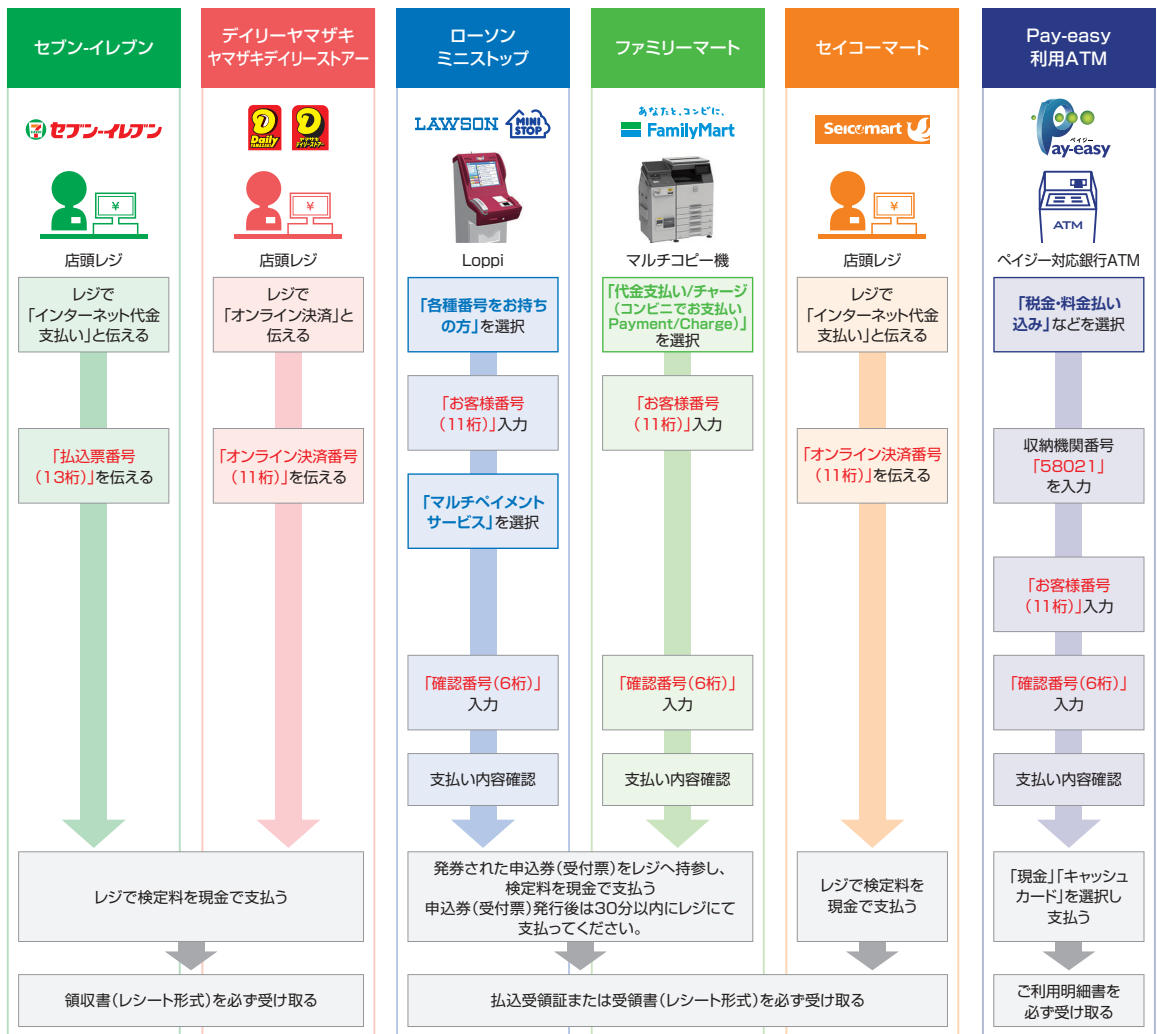 セブン-イレブン
セブン-イレブン
¥
店頭レジ
レジで
「インターネット代金
支払い」と伝える
「払込票番号
(13桁)」を伝える
デイリーヤマザキ
ヤマザキデイリーストアー
Daily
YAMAZAKI
ヤマザキ
デイリーストアー
¥
店頭レジ
レジで
「オンライン決済」と
伝える
「オンライン決済番号
(11桁)」を伝える
レジで検定料を現金で支払う
領収書(レシート形式)を必ず受け取る
ローソン
ミニストップ
LAWSON
MINI
STOP
Loppi
「各種番号をお持ち
の方」を選択
「お客様番号
(11桁)」入力
「マルチペイメント
サービス」を選択
「確認番号(6桁)」
入力
支払い内容確認
ファミリーマート
あなたと、コンビに、
FamilyMart
マルチコピー機
「代金支払い/チャージ
(コンビニでお支払い
Payment/Charge)」
を選択
「お客様番号
(11桁)」入力
「確認番号(6桁)」
入力
支払い内容確認
発券された申込券(受付票)をレジへ持参し、
検定料を現金で支払う
申込券(受付票)発行後は30分以内にレジにて
支払ってください。
セイコーマート
Seicomart
¥
店頭レジ
レジで
「インターネット代金
支払い」と伝える
「オンライン決済番号
(11桁)」を伝える
レジで検定料を
現金で支払う
払込受領証または受領書(レシート形式)を必ず受け取る
Pay-easy
利用ATM
ペイジー
Pay-easy
ATM
ペイジー対応銀行ATM
「税金・料金払い
込み」などを選択
収納機関番号
「58021」
を入力
「お客様番号
(11桁)」入力
「確認番号(6桁)」
入力
支払い内容確認
「現金」「キャッシュ
カード」を選択し
支払う
ご利用明細書を
必ず受け取る